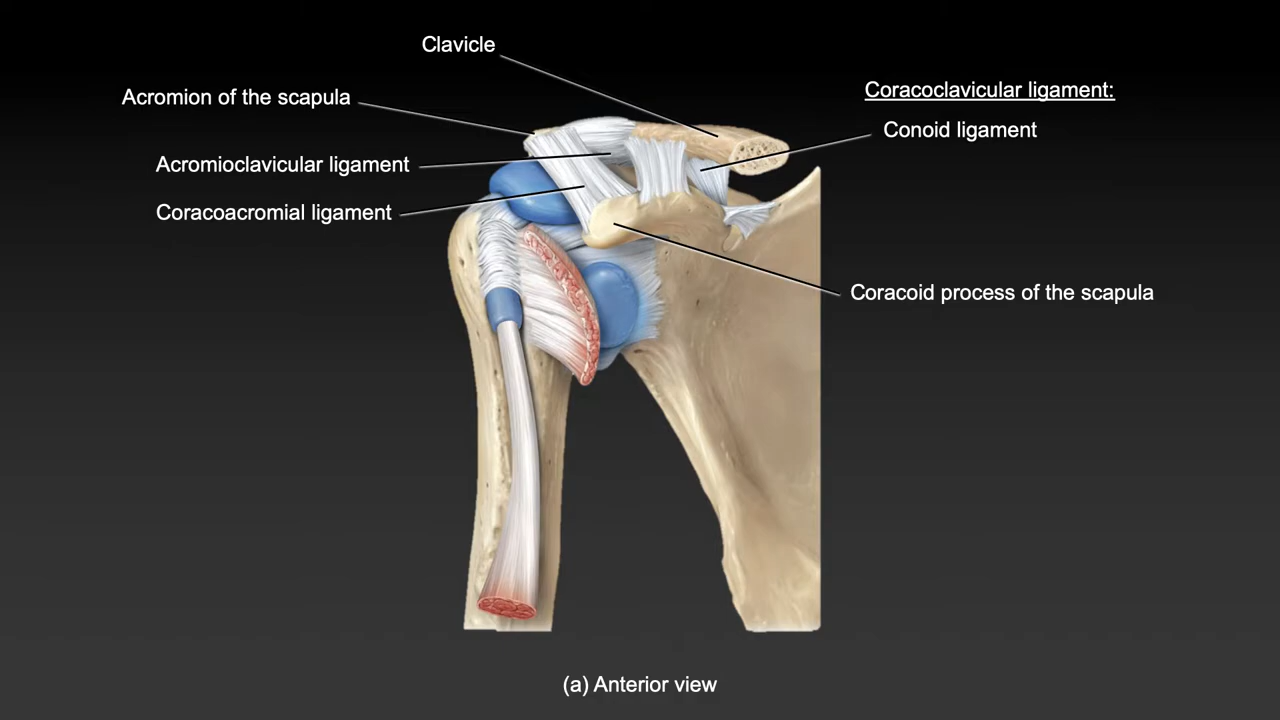 Clavicle
Acromion of the scapula
Acromioclavicular ligament
Coracoacromial ligament
Coracoclavicular ligament:
Conoid ligament
Coracoid process of the scapula
(a) Anterior view